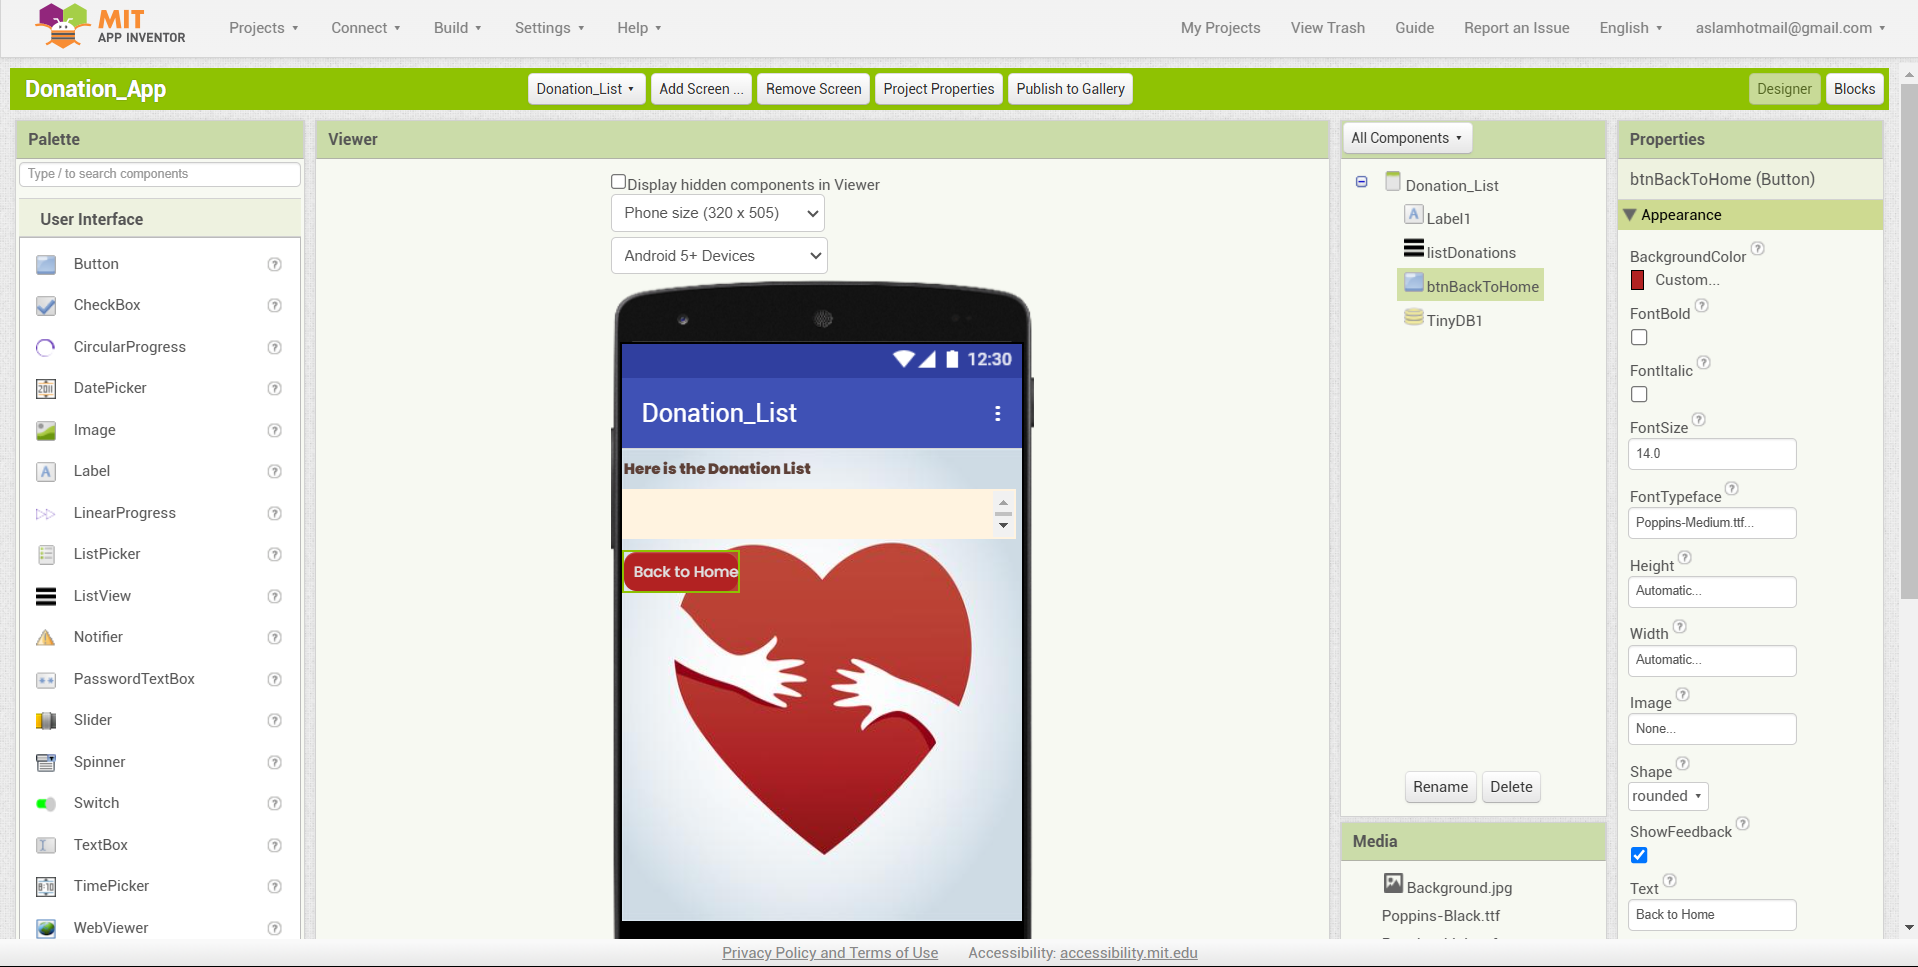 MIT
APP INVENTOR
Projects
Connect
Build
Settings
Help
My Projects
View Trash
Guide
Report an Issue
English
aslamhotmail@gmail.com
Donation_App
Donation_List
Add Screen ...
Remove Screen
Project Properties
Publish to Gallery
Designer
Blocks
Palette
Type / to search components
User Interface
Button
CheckBox
CircularProgress
DatePicker
Image
Label
LinearProgress
ListPicker
ListView
Notifier
PasswordTextBox
Slider
Spinner
Switch
TextBox
TimePicker
WebViewer
Viewer
Display hidden components in Viewer
Phone size (320 x 505)
Android 5+ Devices
12:30
Donation_List
Here is the Donation List
Back to Home
All Components
Donation_List
Label1
listDonations
btnBackToHome
TinyDB1
Rename
Delete
Media
Background.jpg
Poppins-Black.ttf
Properties
btnBackToHome (Button)
Appearance
BackgroundColor
Custom...
FontBold
FontItalic
FontSize
14.0
FontTypeface
Poppins-Medium.ttf...
Height
Automatic...
Width
Automatic...
Image
None...
Shape
rounded
ShowFeedback
Text
Back to Home
Privacy Policy and Terms of Use
Accessibility: accessibility.mit.edu